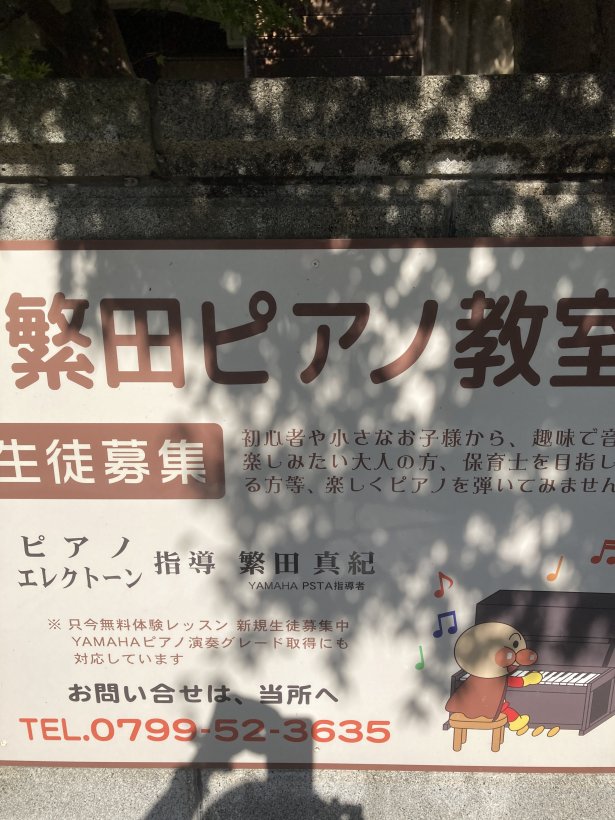 繁田ピアノ教室
生徒募集
初心者や小さなお子様から、趣味で音
楽しみたい大人の方、保育士を目指し
る方等、楽しくピアノを弾いてみません
ピアノ
エレクトーン 指導 繁田 真紀
YAMAHA PSTA指導者
※ 只今無料体験レッスン 新規生徒募集中
YAMAHAピアノ演奏グレード取得にも
対応しています
お問い合せは、当所へ
TEL.0799-52-3635